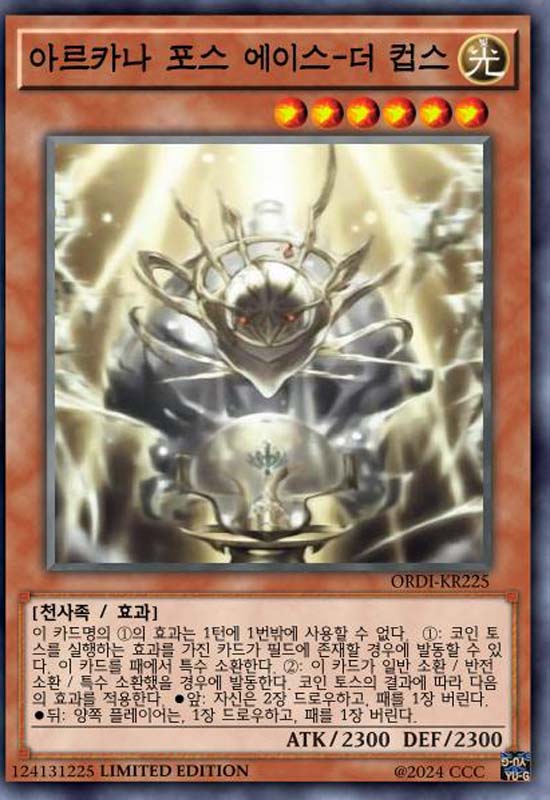 아르카나 포스 에이스-더 컵스
빛
光
ORDI-KR225
[천사족 / 효과]
이 카드명의 ①의 효과는 1턴에 1번밖에 사용할 수 없다. ①: 코인 토
스를 실행하는 효과를 가진 카드가 필드에 존재할 경우에 발동할 수 있
다. 이 카드를 패에서 특수 소환한다. ②: 이 카드가 일반 소환 / 반전
소환 / 특수 소환했을 경우에 발동한다. 코인 토스의 결과에 따라 다음
의 효과를 적용한다. ●앞: 자신은 2장 드로우하고, 패를 1장 버린다.
●뒤: 양쪽 플레이어는, 1장 드로우하고, 패를 1장 버린다.
ATK/2300 DEF/2300
124131225 LIMITED EDITION
@2024 CCC